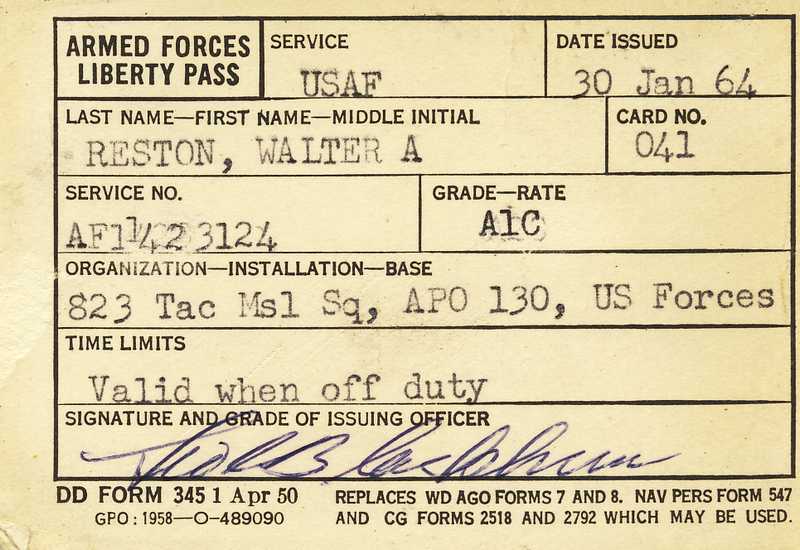 ARMED FORCES
LIBERTY PASS
SERVICE
USAF
DATE ISSUED
30 Jan 64
LAST NAME—FIRST NAME—MIDDLE INITIAL
RESTON, WALTER A
CARD NO.
041
SERVICE NO.
AF11423124
GRADE—RATE
A1C
ORGANIZATION—INSTALLATION—BASE
823 Tac Msl Sq, APO 130, US Forces
TIME LIMITS
Valid when off duty
SIGNATURE AND GRADE OF ISSUING OFFICER
DD FORM 345 1 Apr 50
GPO : 1958—O-489090
REPLACES WD AGO FORMS 7 AND 8. NAV PERS FORM 547
AND CG FORMS 2518 AND 2792 WHICH MAY BE USED.